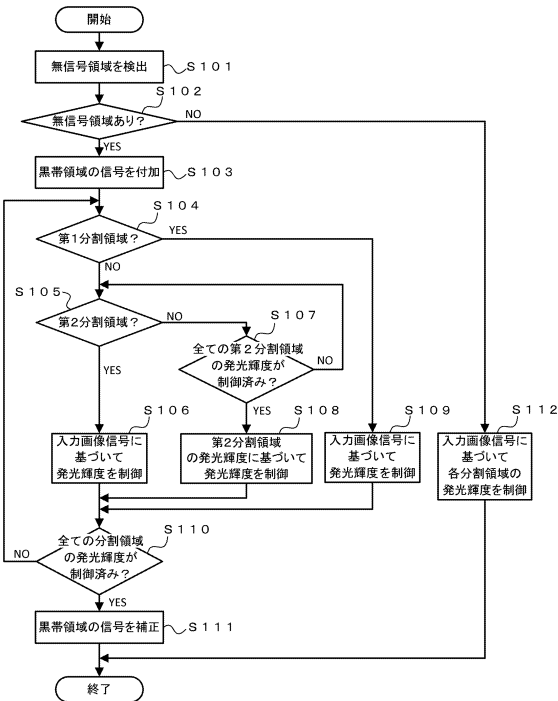 開始
無信号領域を検出
S101
S102
無信号領域あり?
NO
YES
黒帯領域の信号を付加
S103
S104
第1分割領域?
YES
NO
S105
第2分割領域?
NO
YES
S107
全ての第2分割領域
の発光輝度が
制御済み?
NO
YES
S106
入力画像信号に
基づいて
発光輝度を制御
S108
第2分割領域
の発光輝度に基づいて
発光輝度を制御
S109
入力画像信号に
基づいて
発光輝度を制御
S112
入力画像信号に
基づいて
各分割領域の
発光輝度を制御
S110
全ての分割領域
の発光輝度が
制御済み?
NO
YES
黒帯領域の信号を補正
S111
終了